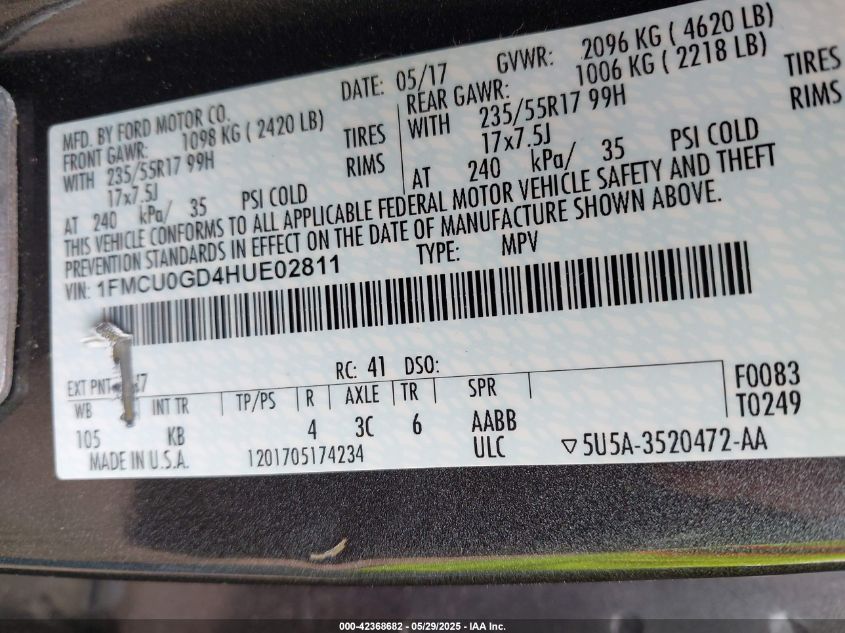 MFD. BY FORD MOTOR CO.
DATE: 05/17
GVWR: 2096 KG ( 4620 LB)
FRONT GAWR: 1098 KG ( 2420 LB)
REAR GAWR: 1006 KG ( 2218 LB)
WITH 235/55R17 99H TIRES
17x7.5J RIMS
AT 240 kPa/ 35 PSI COLD
WITH 235/55R17 99H TIRES
17x7.5J RIMS
AT 240 kPa/ 35 PSI COLD
THIS VEHICLE CONFORMS TO ALL APPLICABLE FEDERAL MOTOR VEHICLE SAFETY AND THEFT
PREVENTION STANDARDS IN EFFECT ON THE DATE OF MANUFACTURE SHOWN ABOVE.
VIN: 1FMCU0GD4HUE02811 TYPE: MPV
EXT PNT 7 RC: 41 DSO:
WB INT TR TP/PS R AXLE TR SPR
105 KB 4 3C 6 AABB
ULC
F0083
T0249
MADE IN U.S.A. 1201705174234 5U5A-3520472-AA
000-42368682 – 05/29/2025 – IAA Inc.